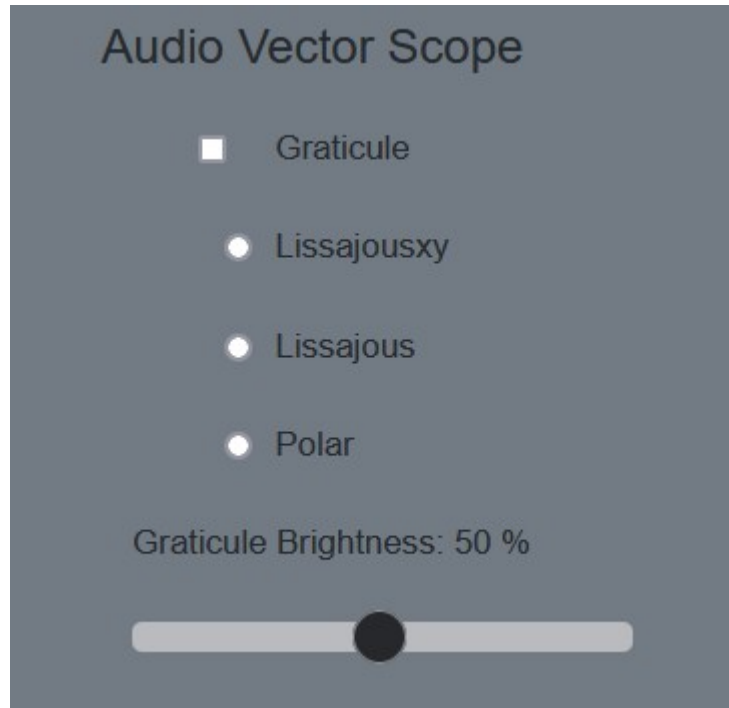 Audio Vector Scope
Graticule
Lissajousxy
Lissajous
Polar
Graticule Brightness: 50 %